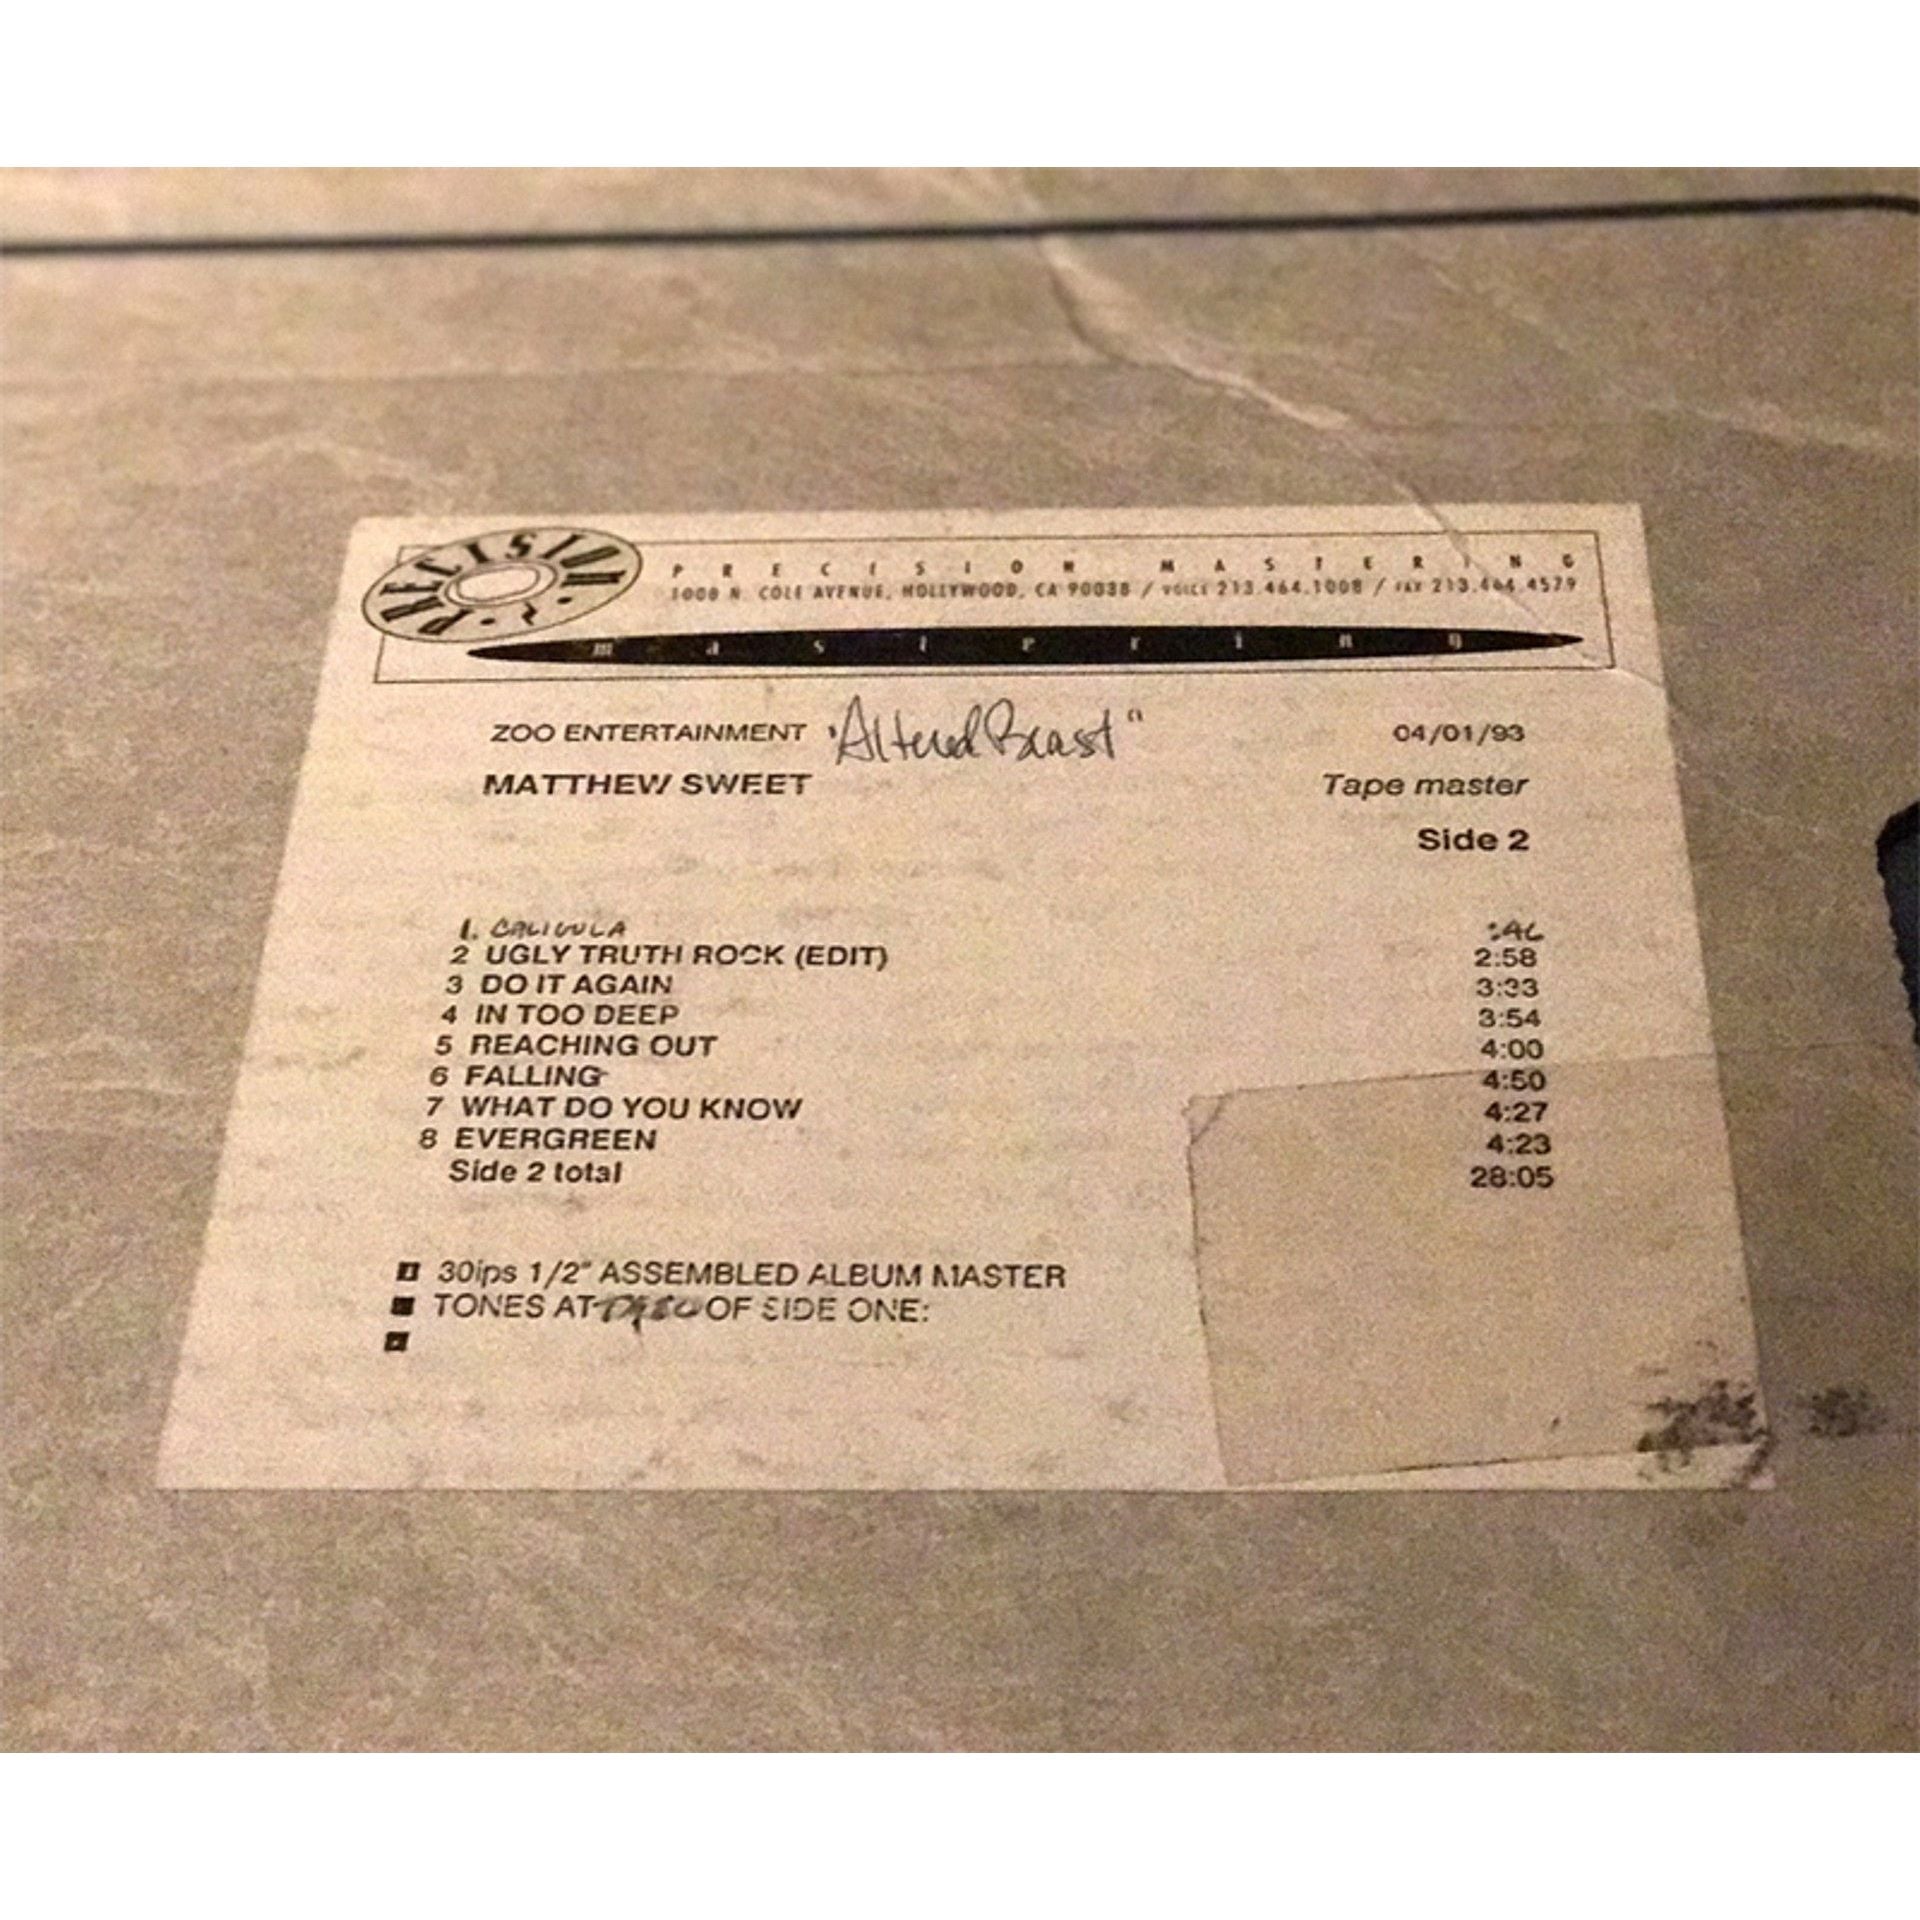 PRECISION
PRECISION MASTERING
1008 N. COLE AVENUE, HOLLYWOOD, CA 90038 / VOICE 213.464.1008 / FAX 213.464.4579
mastering
ZOO ENTERTAINMENT "Altered Beast" 04/01/93
MATTHEW SWEET Tape master
Side 2
1. CALIGULA
2 UGLY TRUTH ROCK (EDIT) 2:58
3 DO IT AGAIN 3:33
4 IN TOO DEEP 3:54
5 REACHING OUT 4:00
6 FALLING 4:50
7 WHAT DO YOU KNOW 4:27
8 EVERGREEN 4:23
Side 2 total 28:05
30ips 1/2" ASSEMBLED ALBUM MASTER
TONES AT OF SIDE ONE: